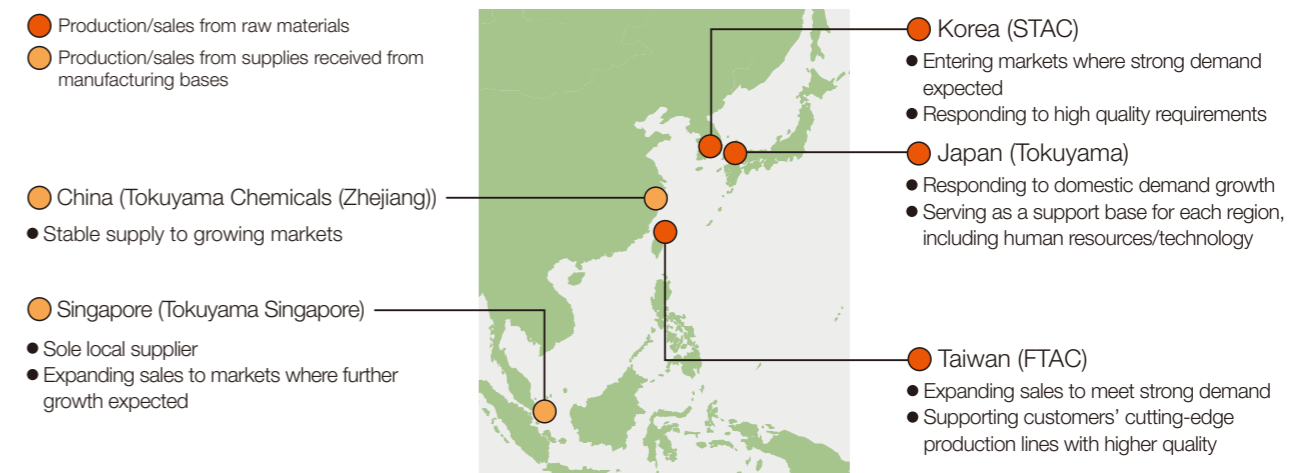 Production/sales from raw materials
Production/sales from supplies received from
manufacturing bases
China (Tokuyama Chemicals (Zhejiang))
● Stable supply to growing markets
Singapore (Tokuyama Singapore)
● Sole local supplier
● Expanding sales to markets where further
growth expected
Korea (STAC)
● Entering markets where strong demand
expected
● Responding to high quality requirements
Japan (Tokuyama)
● Responding to domestic demand growth
● Serving as a support base for each region,
including human resources/technology
Taiwan (FTAC)
● Expanding sales to meet strong demand
● Supporting customers’ cutting-edge
production lines with higher quality